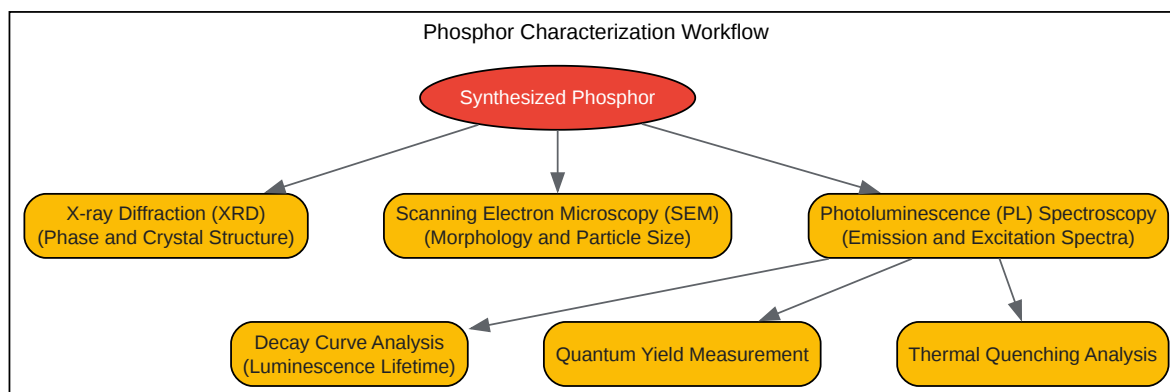 Phosphor Characterization Workflow
Synthesized Phosphor
X-ray Diffraction (XRD)
(Phase and Crystal Structure)
Scanning Electron Microscopy (SEM)
(Morphology and Particle Size)
Photoluminescence (PL) Spectroscopy
(Emission and Excitation Spectra)
Decay Curve Analysis
(Luminescence Lifetime)
Quantum Yield Measurement
Thermal Quenching Analysis